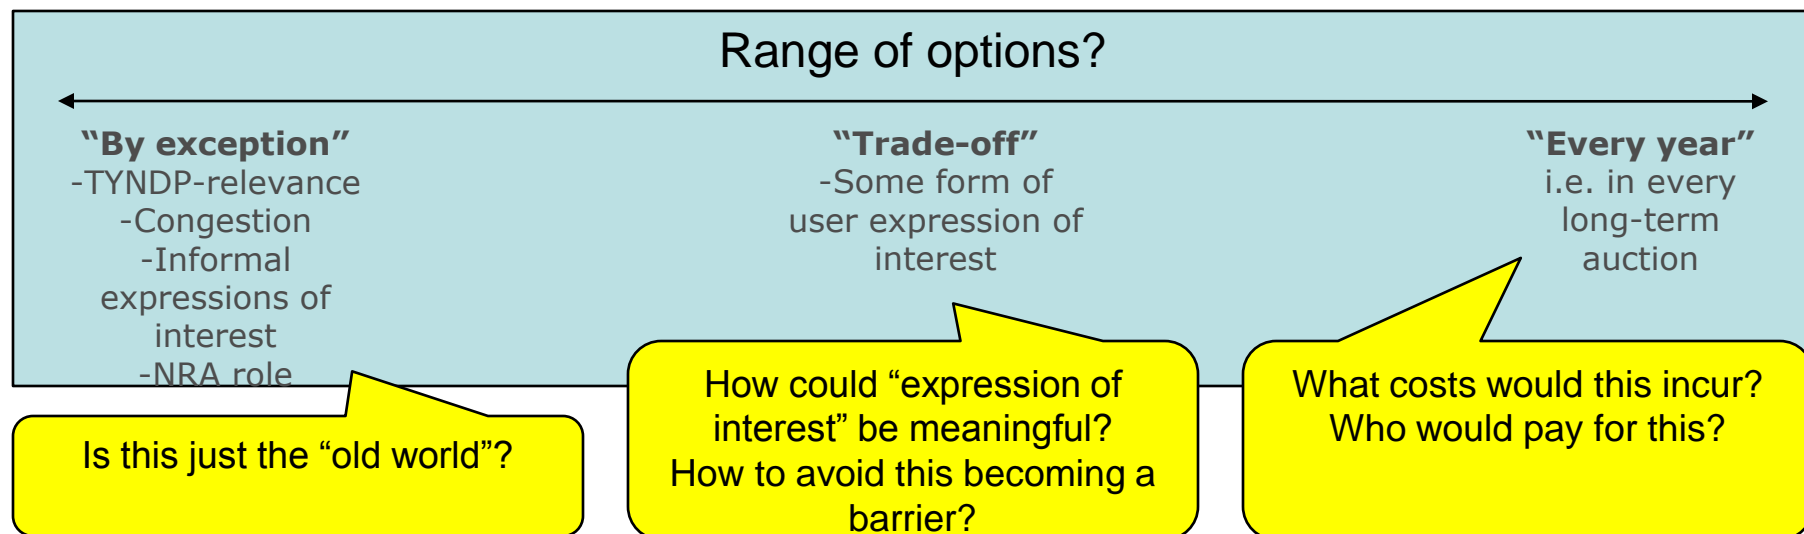 Range of options?
“By exception”
-TYNDP-relevance
-Congestion
-Informal
expressions of
interest
-NRA role
“Trade-off”
-Some form of
user expression of
interest
“Every year”
i.e. in every
long-term
auction
Is this just the “old world”?
How could “expression of
interest” be meaningful?
How to avoid this becoming a
barrier?
What costs would this incur?
Who would pay for this?